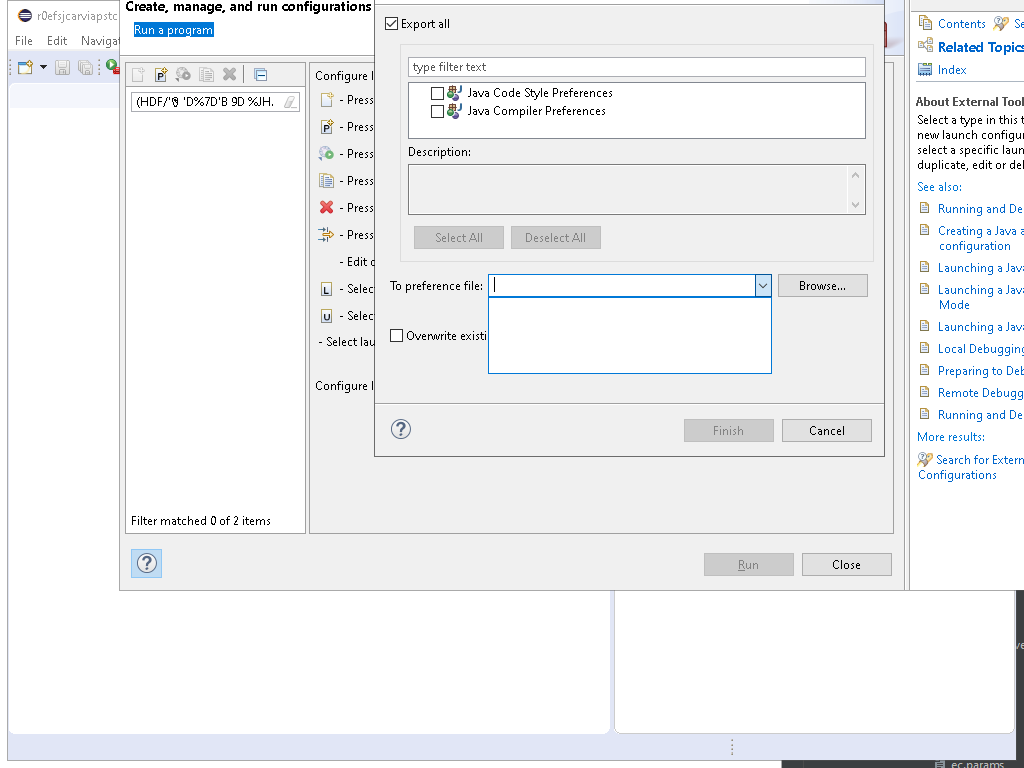 r0efsjcarviapstc
File Edit Navigat
Create, manage, and run configurations
Run a program
Filter matched 0 of 2 items
Configure l
- Press
- Press
- Press
- Press
- Press
- Press
- Edit c
- Selec
- Selec
- Select lau
Configure l
Export all
type filter text
Java Code Style Preferences
Java Compiler Preferences
Description:
Select All Deselect All
To preference file: Browse...
Overwrite existi
Finish Cancel
Run Close
Contents Se
Related Topics
Index
About External Tool
Select a type in this t
new launch configur
select a specific laun
duplicate, edit or del
See also:
Running and De
Creating a Java a
configuration
Launching a Java
Launching a Java
Mode
Launching a Java
Local Debugging
Preparing to Deb
Remote Debugg
Running and De
More results:
Search for Extern
Configurations
ec.params